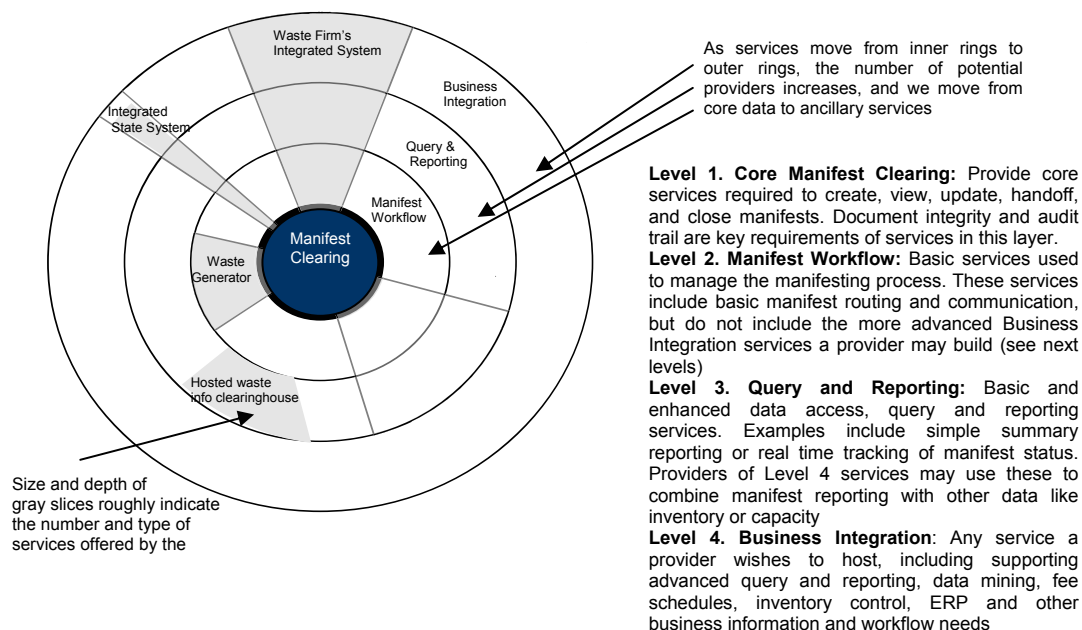 Waste Firm's
Integrated System
Business
Integration
Integrated
State System
Query &
Reporting
Manifest
Workflow
Manifest
Clearing
Waste
Generator
Hosted waste
info clearinghouse
Size and depth of
gray slices roughly indicate
the number and type of
services offered by the
As services move from inner rings to
outer rings, the number of potential
providers increases, and we move from
core data to ancillary services
Level 1. Core Manifest Clearing: Provide core
services required to create, view, update, handoff,
and close manifests. Document integrity and audit
trail are key requirements of services in this layer.
Level 2. Manifest Workflow: Basic services used
to manage the manifesting process. These services
include basic manifest routing and communication,
but do not include the more advanced Business
Integration services a provider may build (see next
levels)
Level 3. Query and Reporting: Basic and
enhanced data access, query and reporting
services. Examples include simple summary
reporting or real time tracking of manifest status.
Providers of Level 4 services may use these to
combine manifest reporting with other data like
inventory or capacity
Level 4. Business Integration: Any service a
provider wishes to host, including supporting
advanced query and reporting, data mining, fee
schedules, inventory control, ERP and other
business information and workflow needs